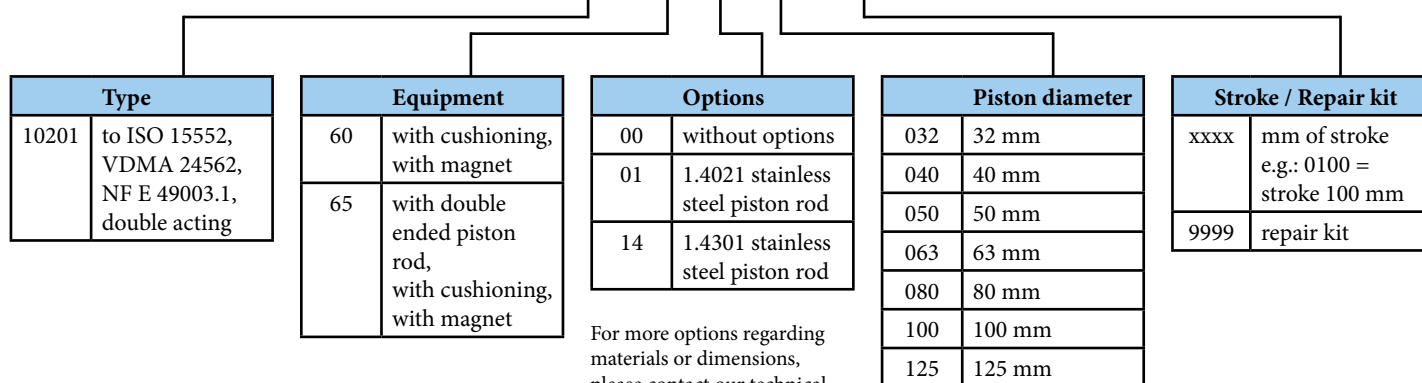 Type
10201 to ISO 15552,
VDMA 24562,
NF E 49003.1,
double acting
Equipment
60 with cushioning,
with magnet
65 with double
ended piston
rod,
with cushioning,
with magnet
Options
00 without options
01 1.4021 stainless
steel piston rod
14 1.4301 stainless
steel piston rod
For more options regarding
materials or dimensions,
please contact our technical
Piston diameter
032 32 mm
040 40 mm
050 50 mm
063 63 mm
080 80 mm
100 100 mm
125 125 mm
Stroke / Repair kit
xxxx mm of stroke
e.g.: 0100 =
stroke 100 mm
9999 repair kit